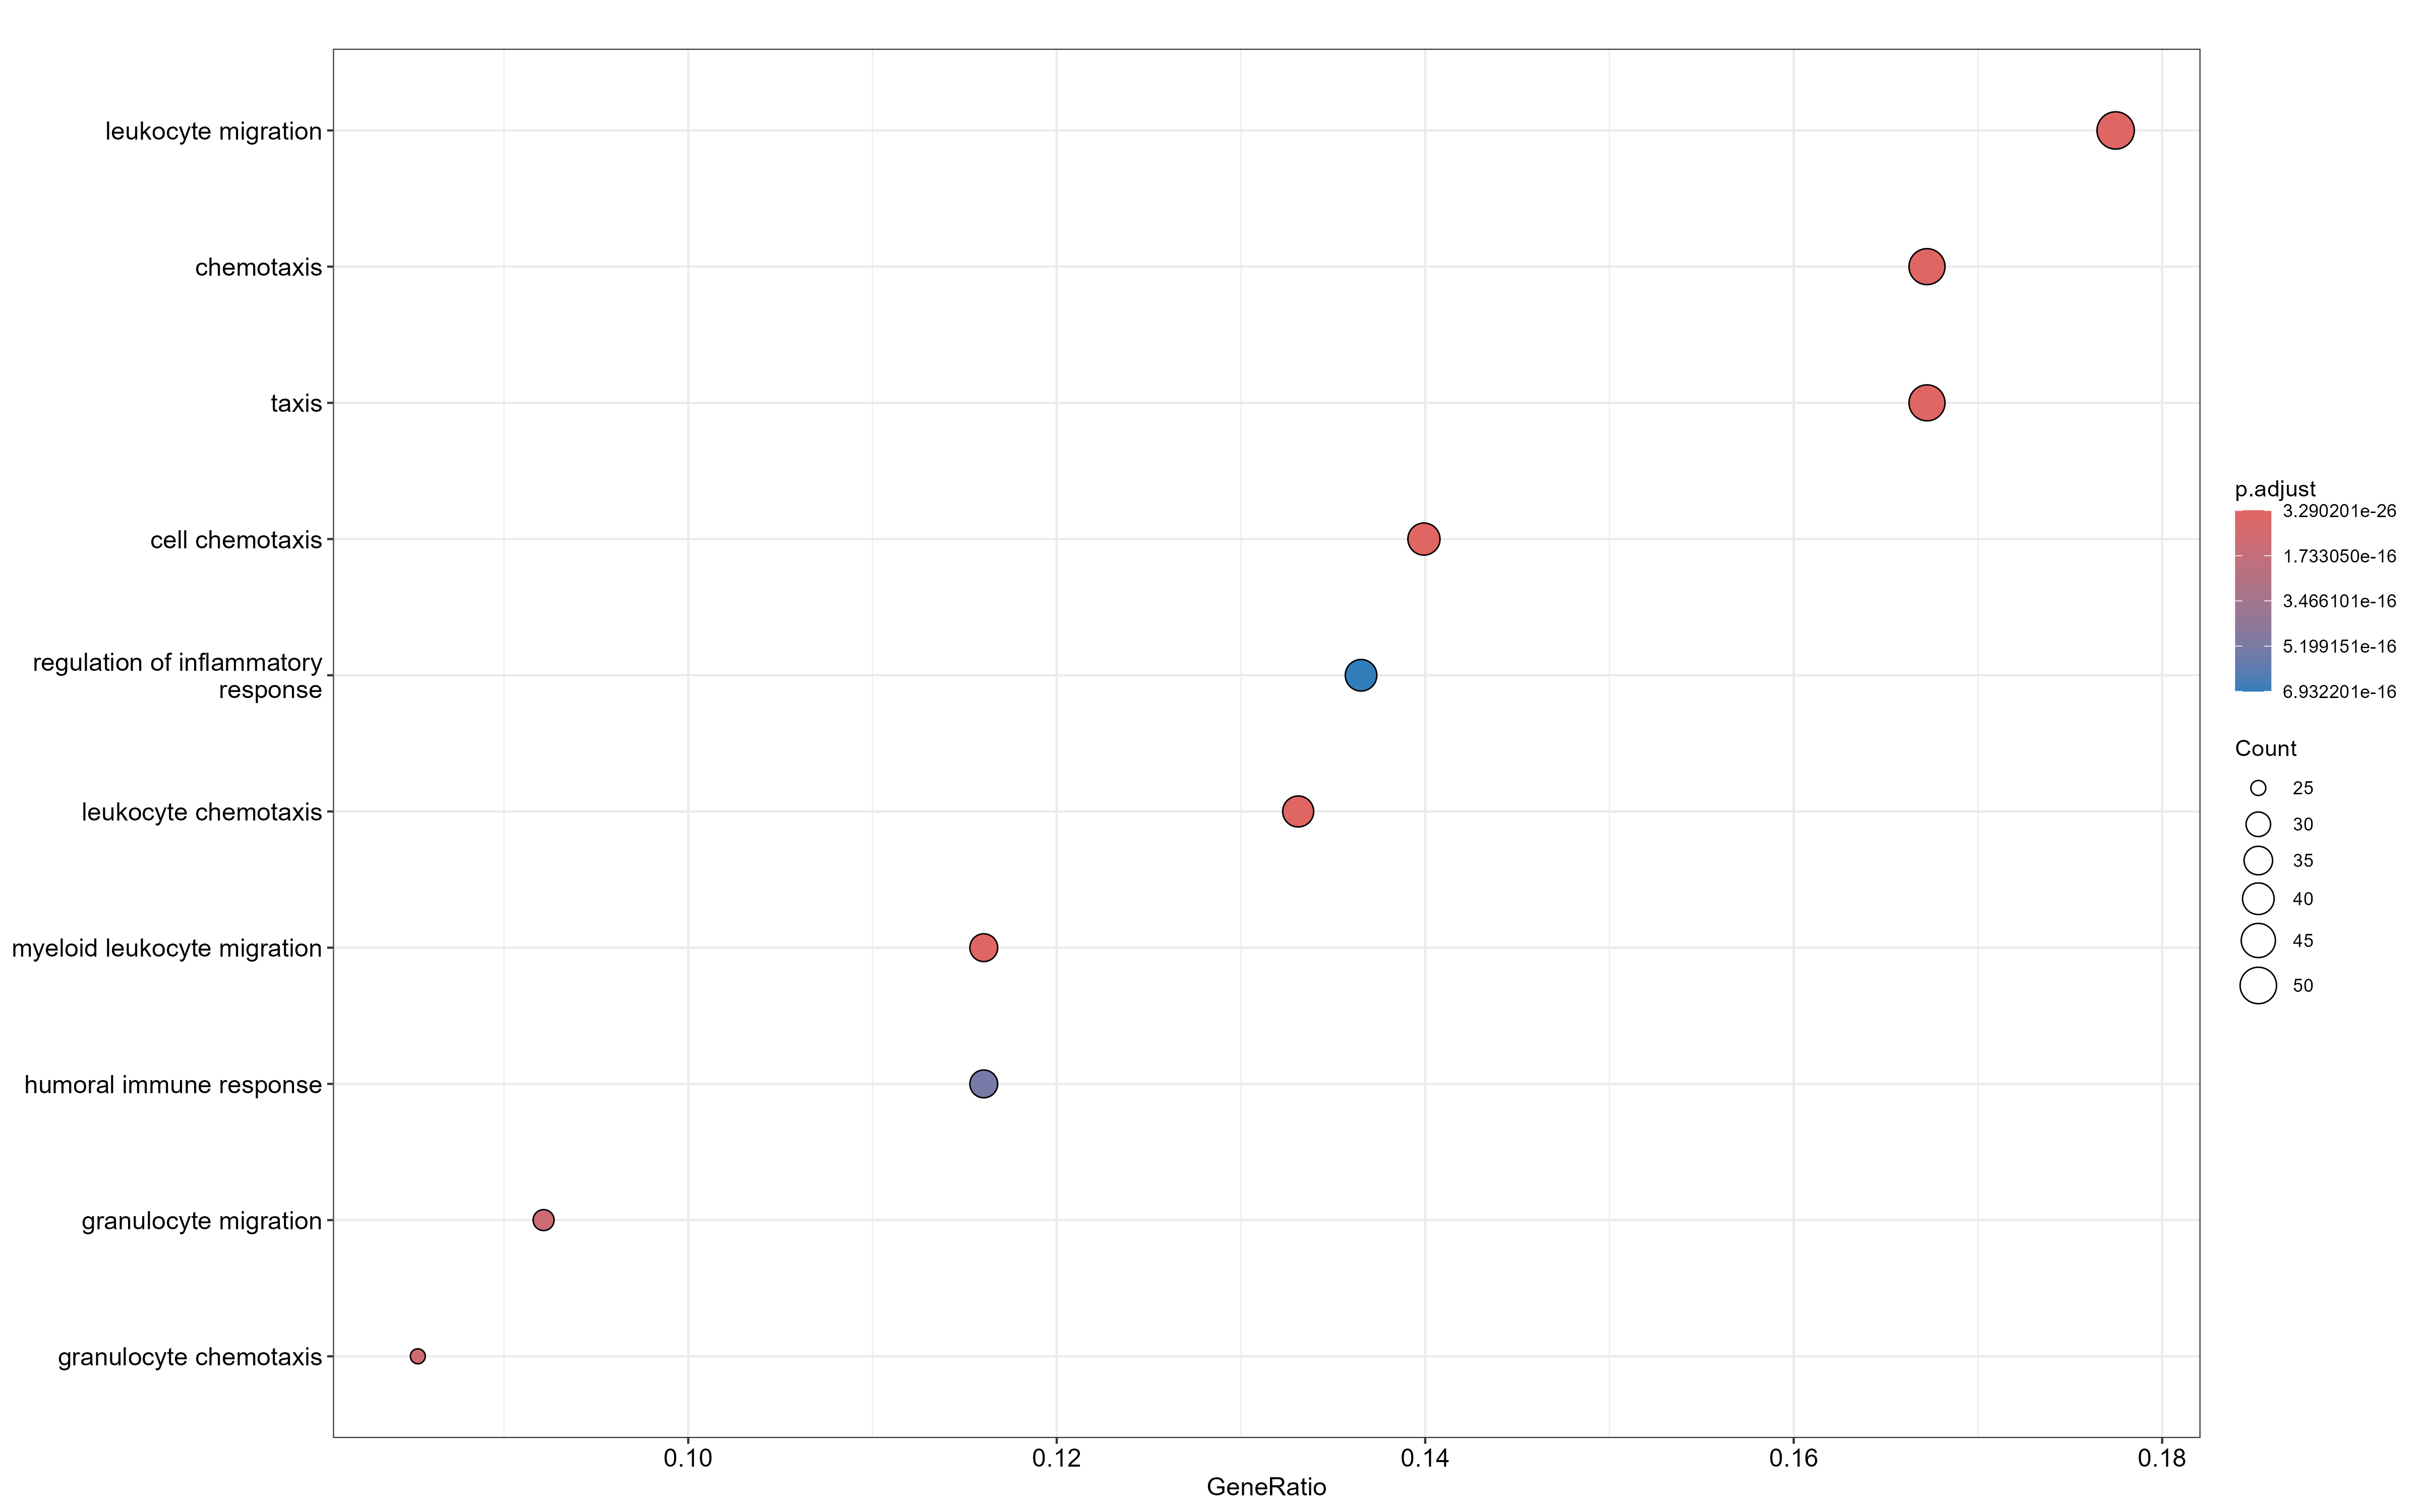 leukocyte migration
chemotaxis
taxis
cell chemotaxis
regulation of inflammatory
response
leukocyte chemotaxis
myeloid leukocyte migration
humoral immune response
granulocyte migration
granulocyte chemotaxis
0.10 0.12 0.14 0.16 0.18
GeneRatio
p.adjust
3.290201e-26
1.733050e-16
3.466101e-16
5.199151e-16
6.932201e-16
Count
25
30
35
40
45
50